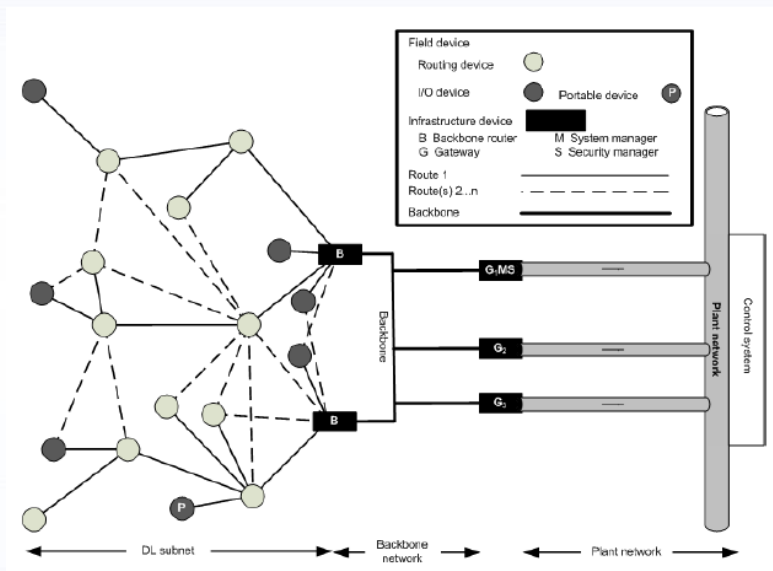 Field device
Routing device
I/O device
Portable device
P
Infrastructure device
B Backbone router
M System manager
G Gateway
S Security manager
Route 1
Route(s) 2...n
Backbone
B
G₁MS
Backbone
G₂
Plant network
Control system
G₃
B
P
DL subnet
Backbone
network
Plant network